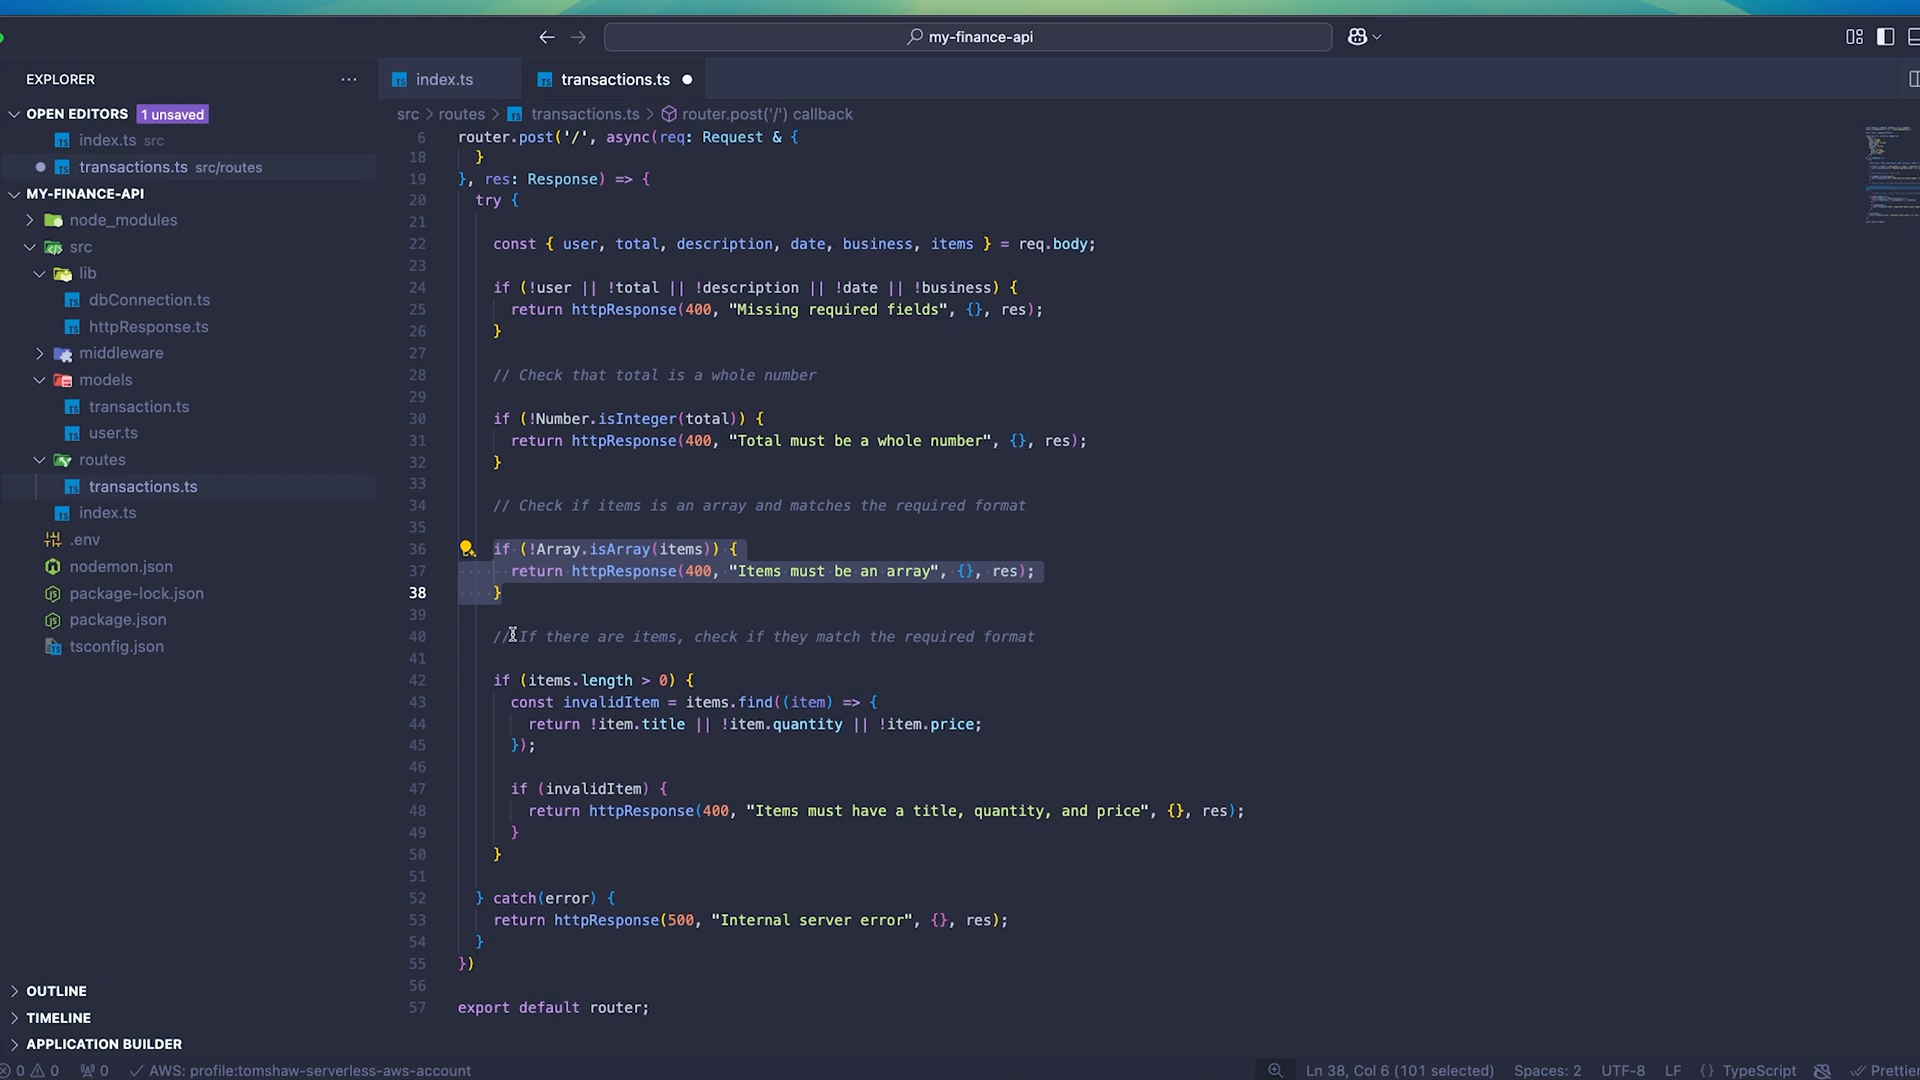 my-finance-api
EXPLORER
index.ts
transactions.ts
OPEN EDITORS 1 unsaved
index.ts src
transactions.ts src/routes
MY-FINANCE-API
node_modules
src
lib
dbConnection.ts
httpResponse.ts
middleware
models
transaction.ts
user.ts
routes
transactions.ts
index.ts
.env
nodemon.json
package-lock.json
package.json
tsconfig.json
OUTLINE
TIMELINE
APPLICATION BUILDER
src > routes > TS transactions.ts > router.post('/') callback
6 router.post('/', async(req: Request & {
18 }
19 }, res: Response) => {
20 try {
21
22 const { user, total, description, date, business, items } = req.body;
23
24 if (!user || !total || !description || !date || !business) {
25 return httpResponse(400, "Missing required fields", {}, res);
26 }
27
28 // Check that total is a whole number
29
30 if (!Number.isInteger(total)) {
31 return httpResponse(400, "Total must be a whole number", {}, res);
32 }
33
34 // Check if items is an array and matches the required format
35
36 if (!Array.isArray(items)) {
37 return httpResponse(400, "Items must be an array", {}, res);
38 }
39
40 // If there are items, check if they match the required format
41
42 if (items.length > 0) {
43 const invalidItem = items.find((item) => {
44 return !item.title || !item.quantity || !item.price;
45 });
46
47 if (invalidItem) {
48 return httpResponse(400, "Items must have a title, quantity, and price", {}, res);
49 }
50 }
51
52 } catch(error) {
53 return httpResponse(500, "Internal server error", {}, res);
54 }
55 })
56
57 export default router;
0 0 0 AWS: profile:tomshaw-serverless-aws-account
Ln 38, Col 6 (101 selected) Spaces: 2 UTF-8 LF {} TypeScript Prettier